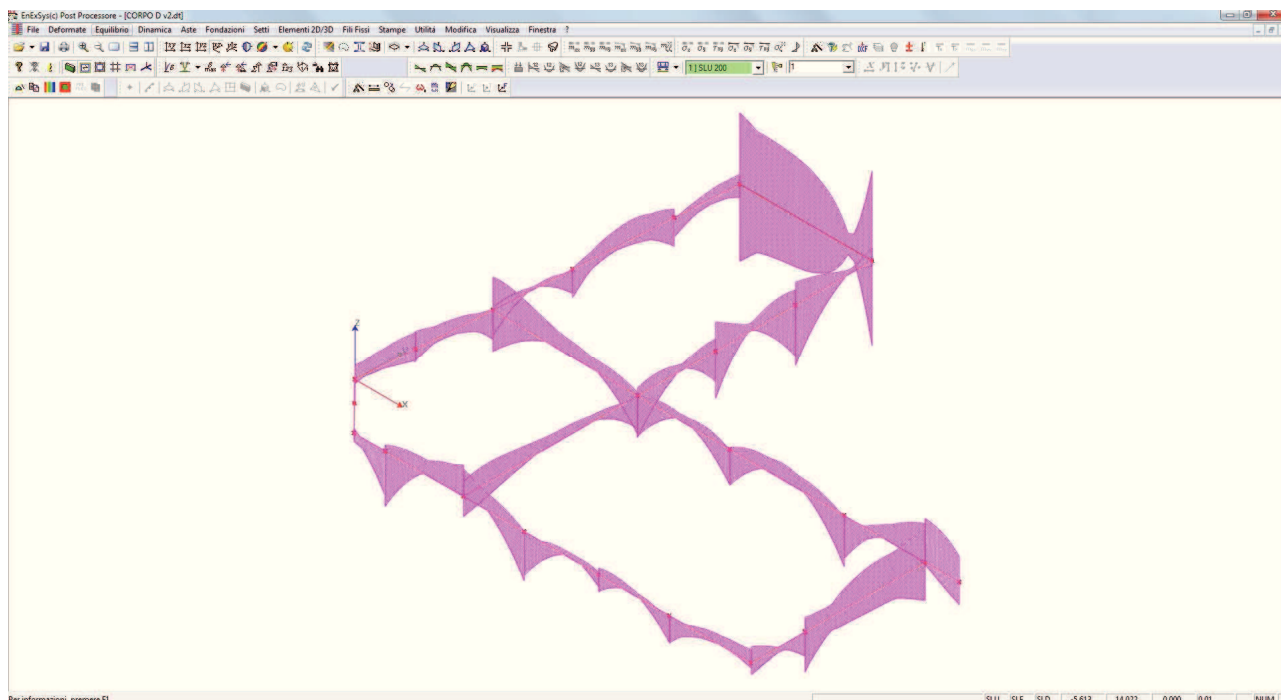 EnExSys(c) Post Processore - [CORPO D v2.dt]
File Deformate Equilibrio Dinamica Aste Fondazioni Setti Elementi 2D/3D Fili Fissi Stampe Utilità Modifica Visualizza Finestra ?
1] SLU 200
1
Z
Y
X
Per informazioni, premere F1
SLU SLE SLD -5.613 14.022 0.000 0.01 NUM